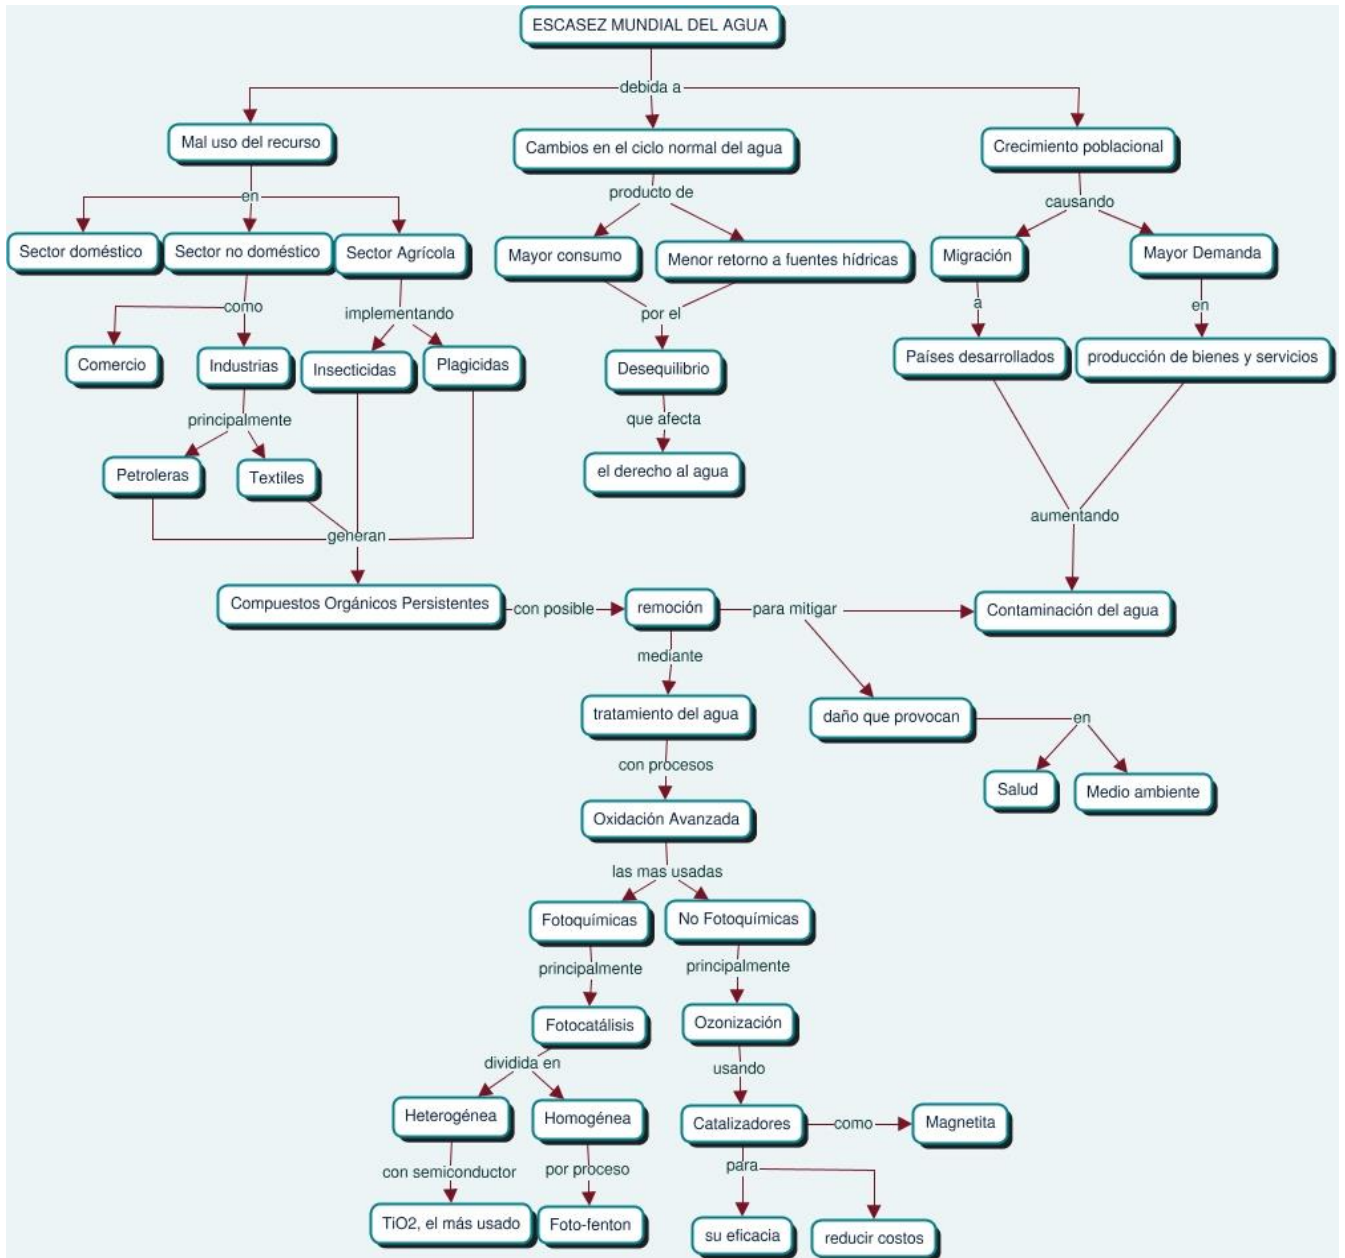 ESCASEZ MUNDIAL DEL AGUA
debida a
Mal uso del recurso
Cambios en el ciclo normal del agua
Crecimiento poblacional
en
producto de
causando
Sector doméstico
Sector no doméstico
Sector Agrícola
Mayor consumo
Menor retorno a fuentes hídricas
Migración
Mayor Demanda
como
implementando
por el
a
en
Comercio
Industrias
Insecticidas
Plagicidas
Desequilibrio
Países desarrollados
producción de bienes y servicios
principalmente
que afecta
Petroleras
Textiles
el derecho al agua
generan
aumentando
Compuestos Orgánicos Persistentes
con posible
remoción
para mitigar
Contaminación del agua
mediante
tratamiento del agua
daño que provocan
en
con procesos
Salud
Medio ambiente
Oxidación Avanzada
las mas usadas
Fotoquímicas
No Fotoquímicas
principalmente
principalmente
Fotocatálisis
Ozonización
dividida en
usando
Heterogénea
Homogénea
Catalizadores
como
Magnetita
con semiconductor
por proceso
para
TiO2, el más usado
Foto-fenton
su eficacia
reducir costos